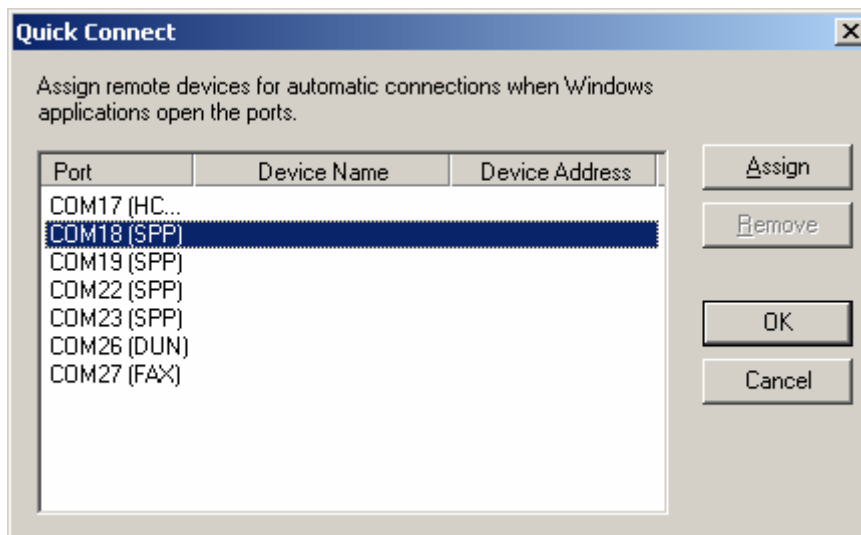 Quick Connect
Assign remote devices for automatic connections when Windows
applications open the ports.
Port Device Name Device Address
COM17 (HC...
COM18 (SPP)
COM19 (SPP)
COM22 (SPP)
COM23 (SPP)
COM26 (DUN)
COM27 (FAX)
Assign
Remove
OK
Cancel